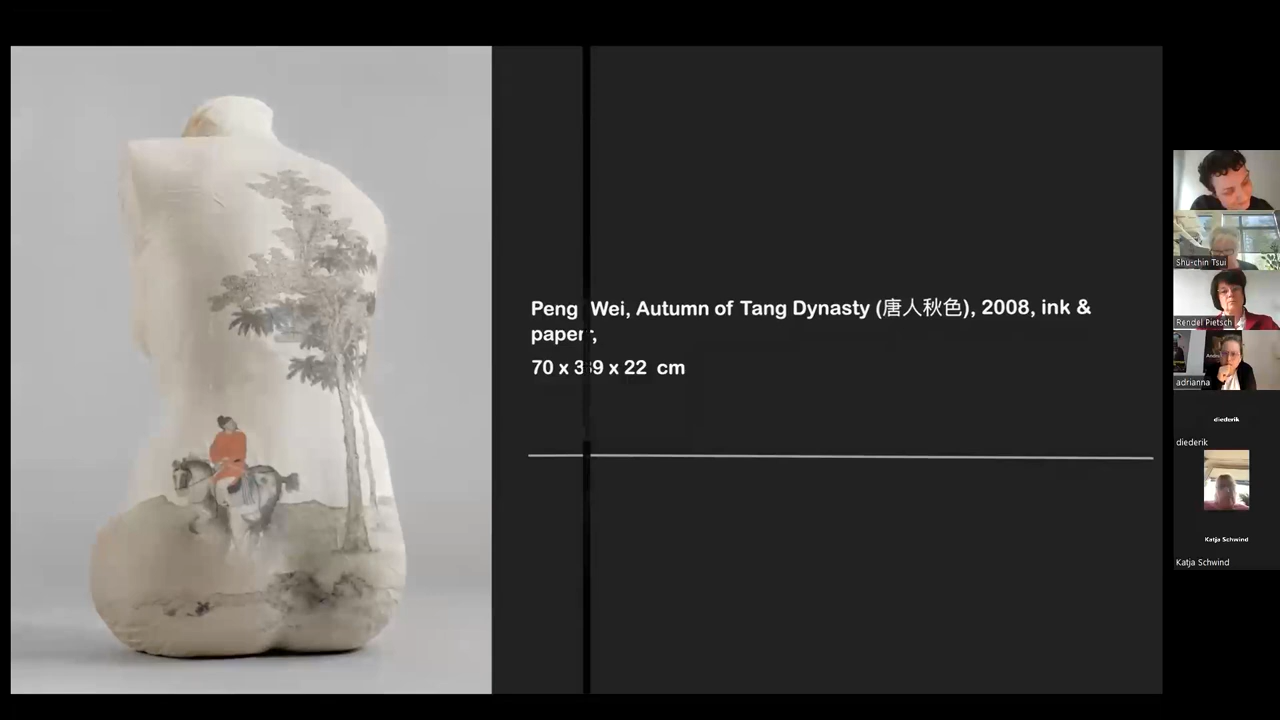 Peng Wei, Autumn of Tang Dynasty (唐人秋色), 2008, ink &
paper,
70 x 39 x 22 cm
Shu-chin Tsui
Rendel Pietsch
adrianna
diederik
diederik
Katja Schwind
Katja Schwind